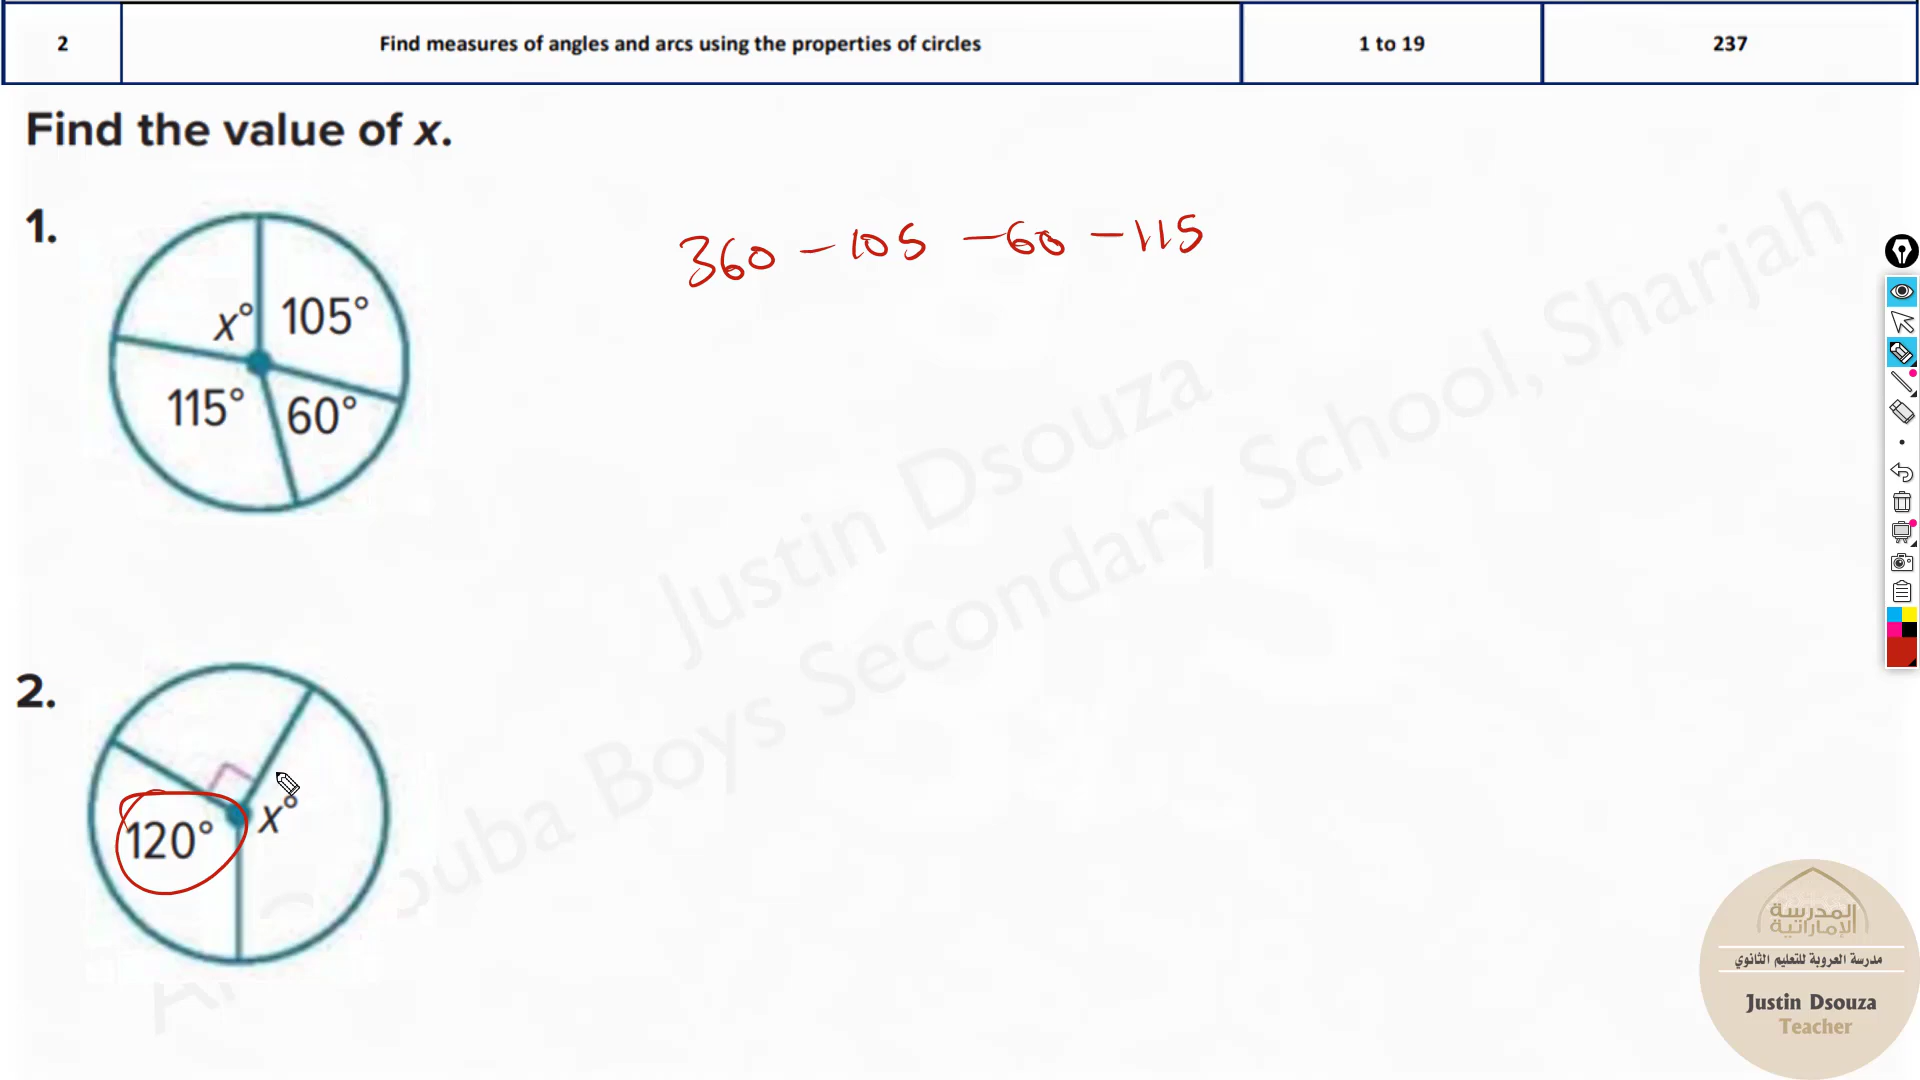 2 Find measures of angles and arcs using the properties of circles 1 to 19 237
Find the value of x.
1.
360 - 105 - 60 - 115
x° 105°
115° 60°
Justin Dsouza
Boys Secondary School, Sharjah
2.
120° x°
المدرسة
الإماراتية
مدرسة العروبة للتعليم الثانوي
Justin Dsouza
Teacher